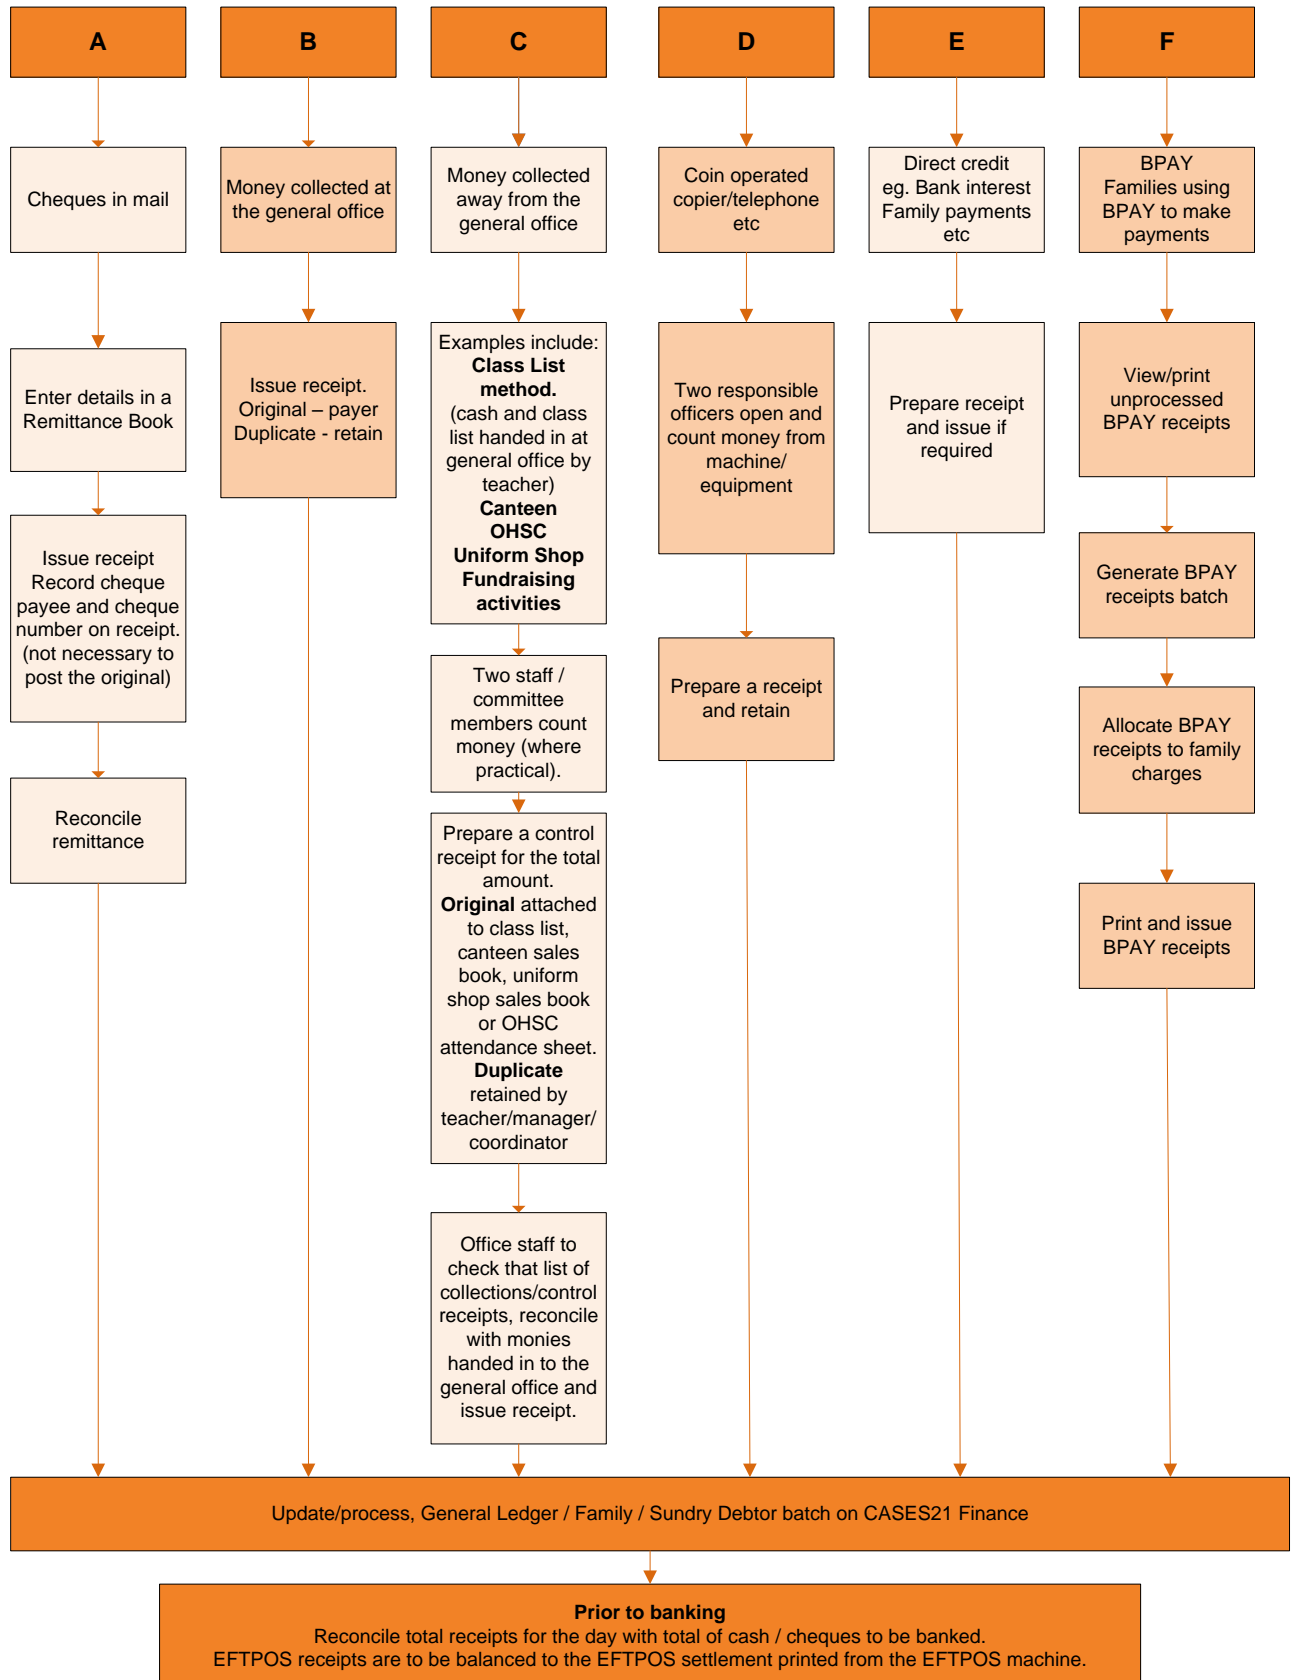 A
Cheques in mail
Enter details in a
Remittance Book
Issue receipt
Record cheque
payee and cheque
number on receipt.
(not necessary to
post the original)
Reconcile
remittance
B
Money collected at
the general office
Issue receipt.
Original – payer
Duplicate - retain
C
Money collected
away from the
general office
Examples include:
Class List
method.
(cash and class
list handed in at
general office by
teacher)
Canteen
OHSC
Uniform Shop
Fundraising
activities
Two staff /
committee
members count
money (where
practical).
Prepare a control
receipt for the total
amount.
Original attached
to class list,
canteen sales
book, uniform
shop sales book
or OHSC
attendance sheet.
Duplicate
retained by
teacher/manager/
coordinator
Office staff to
check that list of
collections/control
receipts, reconcile
with monies
handed in to the
general office and
issue receipt.
D
Coin operated
copier/telephone
etc
Two responsible
officers open and
count money from
machine/
equipment
Prepare a receipt
and retain
E
Direct credit
eg. Bank interest
Family payments
etc
Prepare receipt
and issue if
required
F
BPAY
Families using
BPAY to make
payments
View/print
unprocessed
BPAY receipts
Generate BPAY
receipts batch
Allocate BPAY
receipts to family
charges
Print and issue
BPAY receipts
Update/process, General Ledger / Family / Sundry Debtor batch on CASES21 Finance
Prior to banking
Reconcile total receipts for the day with total of cash / cheques to be banked.
EFTPOS receipts are to be balanced to the EFTPOS settlement printed from the EFTPOS machine.